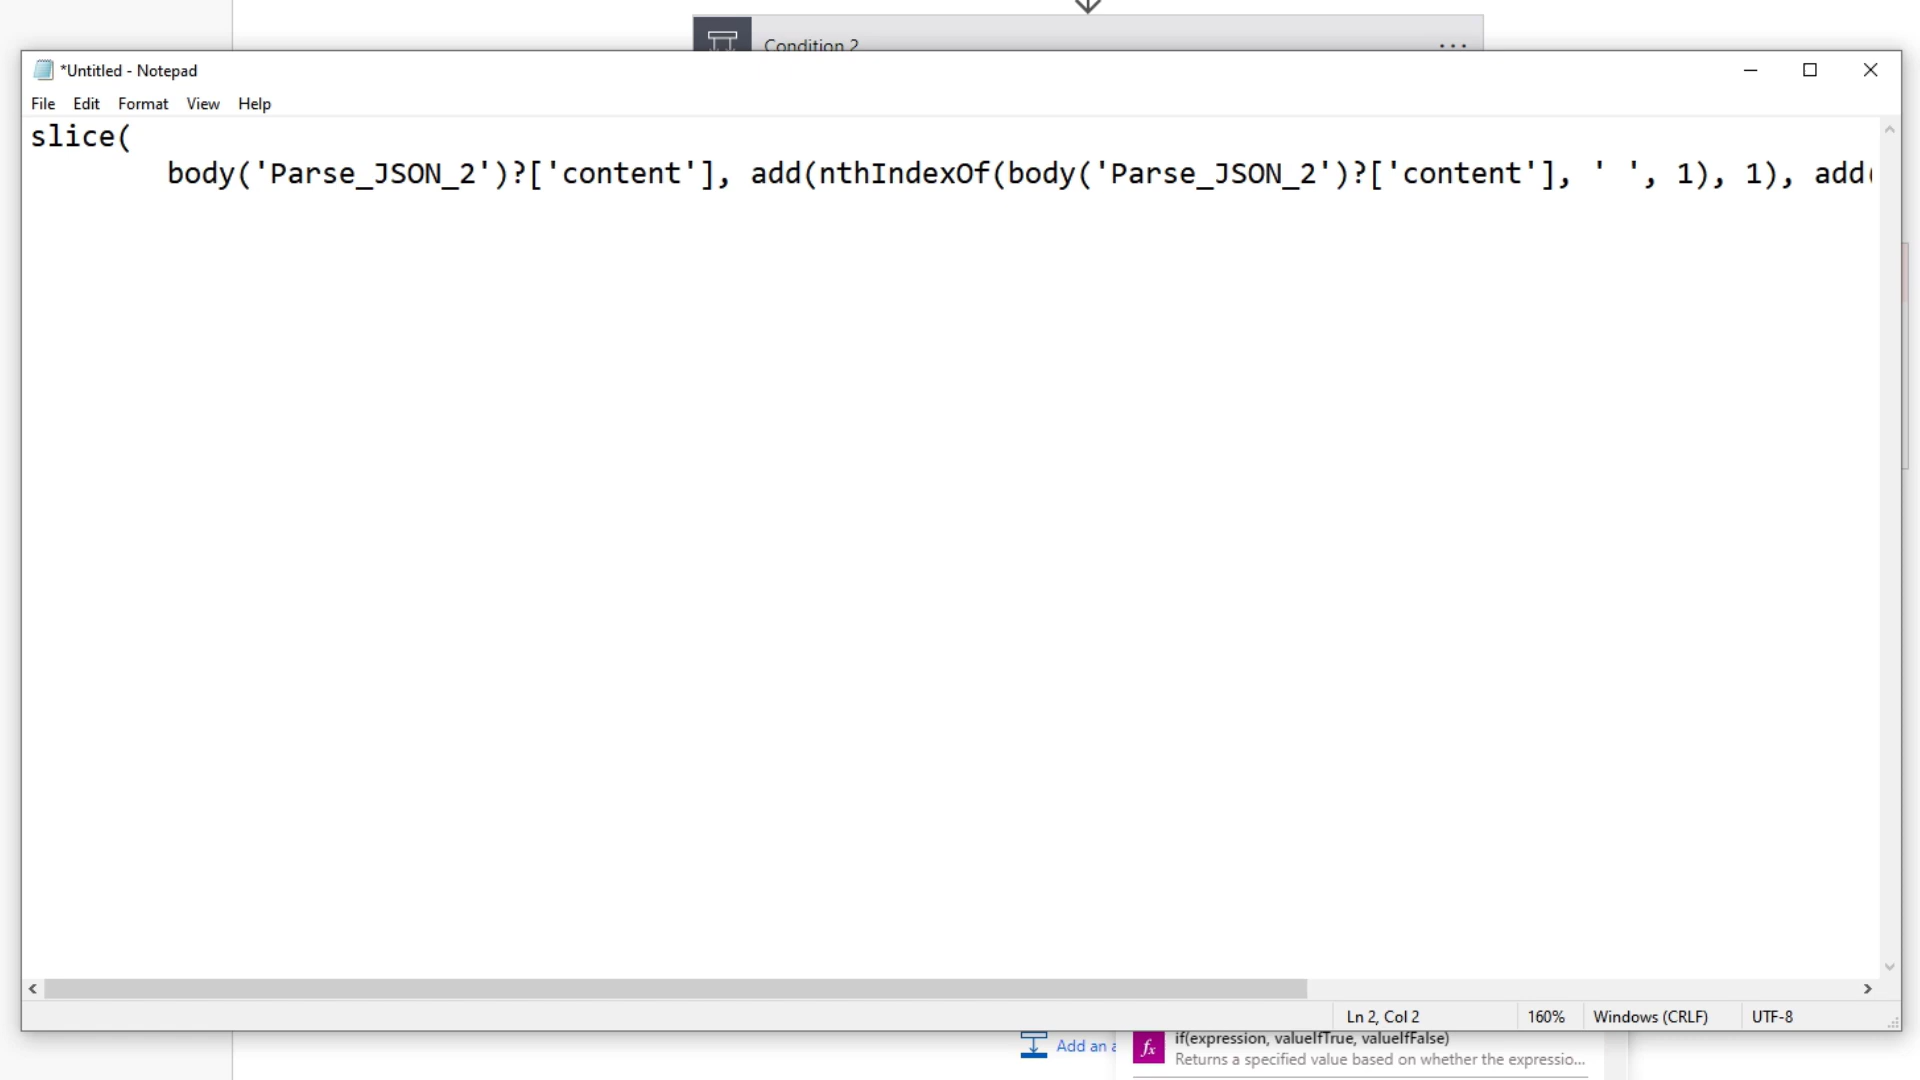 Condition 2
*Untitled - Notepad
File Edit Format View Help
slice(
body('Parse_JSON_2')?['content'], add(nthIndexOf(body('Parse_JSON_2')?['content'], ' ', 1), 1), add(
Ln 2, Col 2 160% Windows (CRLF) UTF-8
Add an a
if(expression, valueIfTrue, valueIfFalse)
Returns a specified value based on whether the expressio...